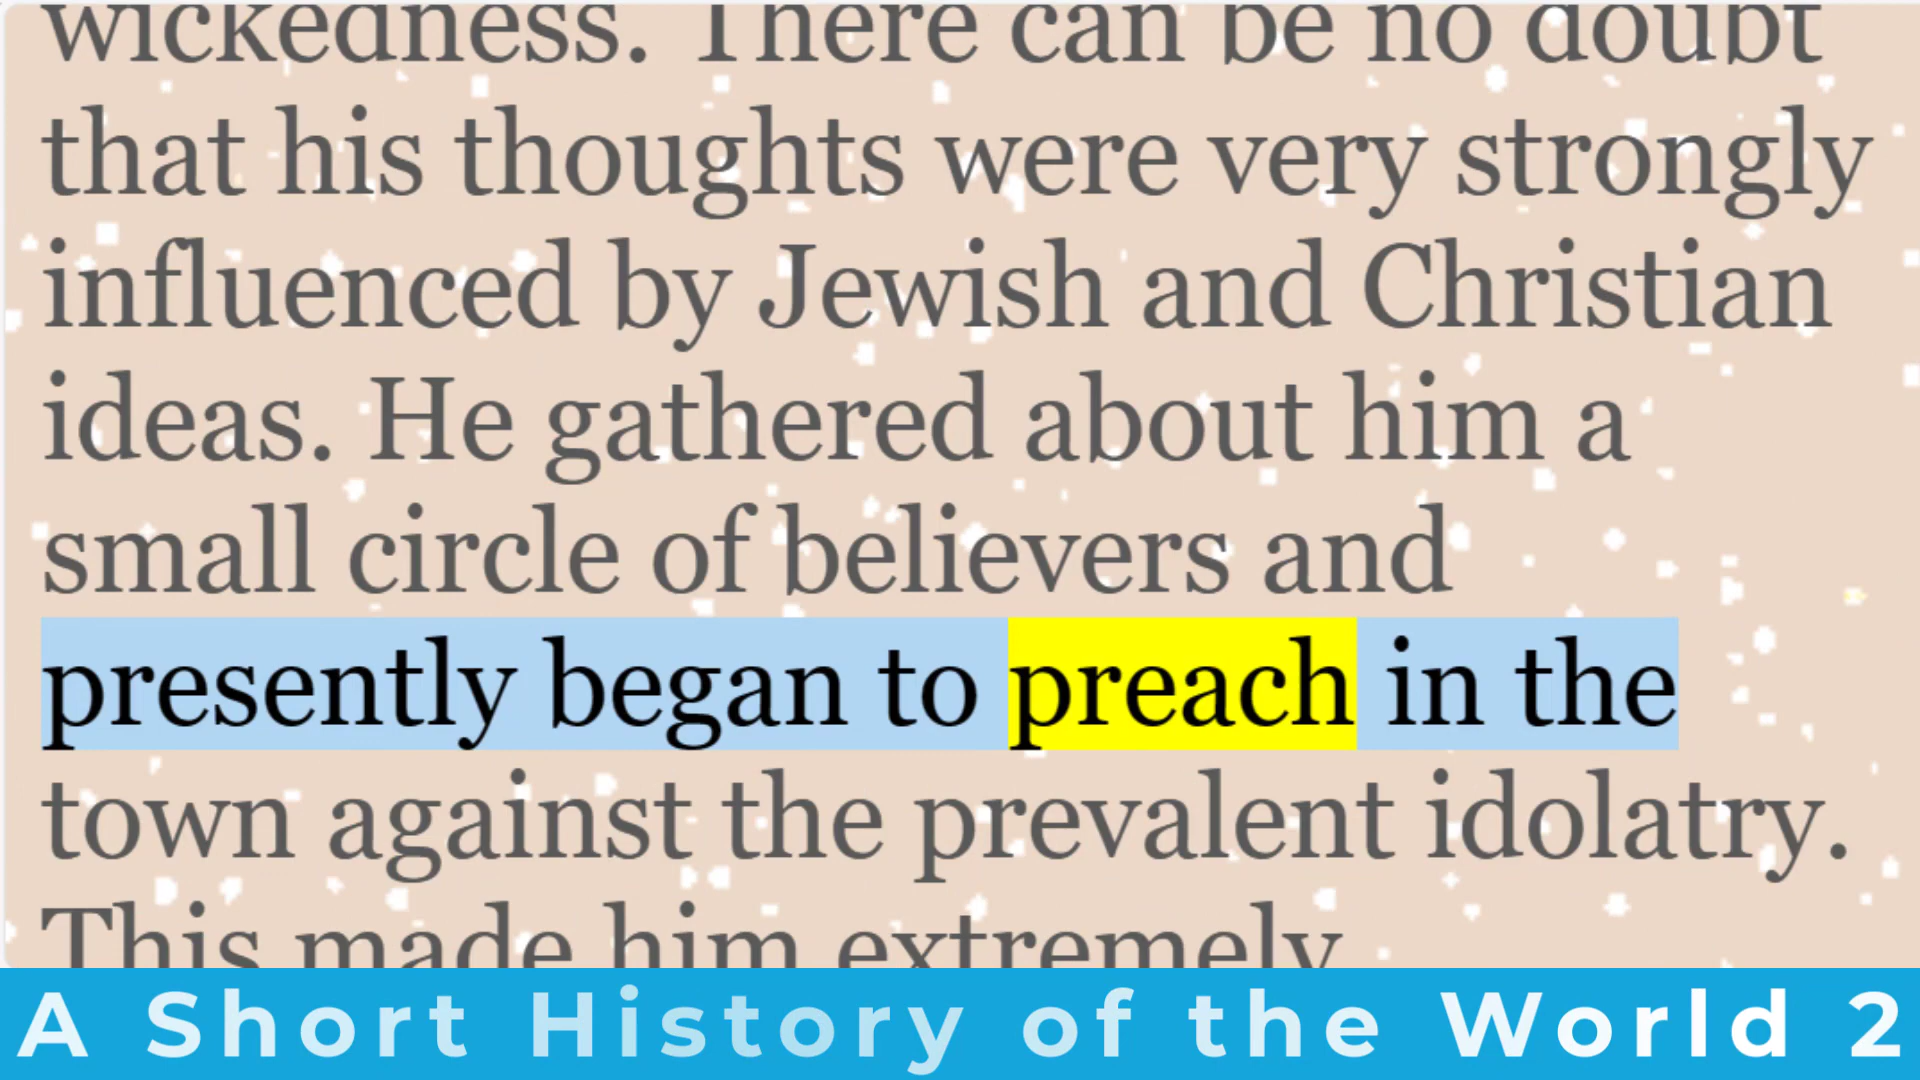 wickedness. There can be no doubt
that his thoughts were very strongly
influenced by Jewish and Christian
ideas. He gathered about him a
small circle of believers and
presently began to preach in the
town against the prevalent idolatry.
This made him extremely
A Short History of the World 2